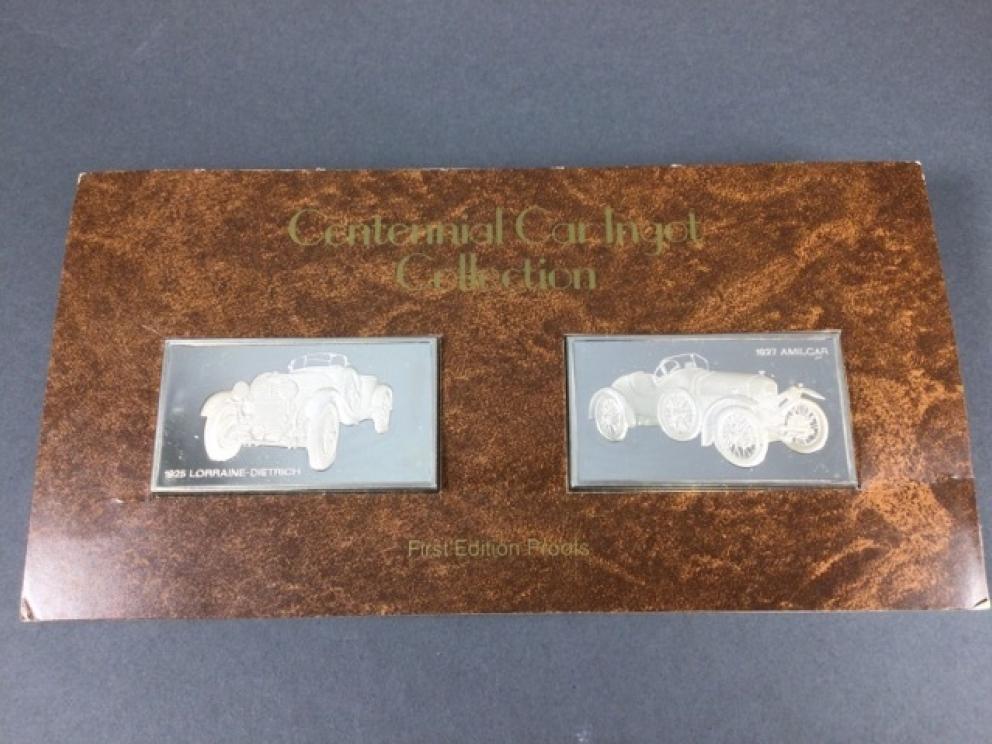 Centennial Car Ingot
Collection
1927 AMILCAR
1925 LORRAINE-DIETRICH
First Edition Proofs